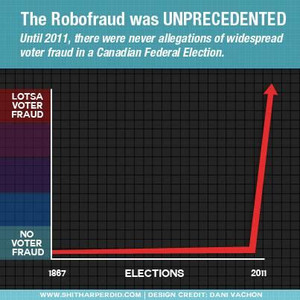 The Robofraud was UNPRECEDENTED
Until 2011, there were never allegations of widespread
voter fraud in a Canadian Federal Election.
LOTSA
VOTER
FRAUD
NO
VOTER
FRAUD
1867 ELECTIONS 2011
WWW.SHITHARPERDID.COM | DESIGN CREDIT: DANI VACHON